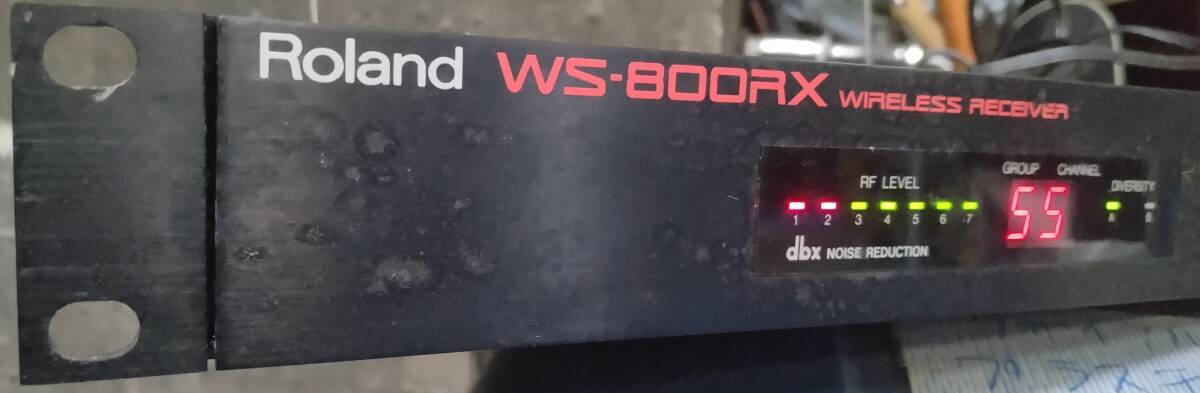 Roland WS-800RX WIRELESS RECEIVER
GROUP CHANNEL
RF LEVEL
DIVERSITY
55
1 2 3 4 5 6 7
A B
dbx NOISE REDUCTION